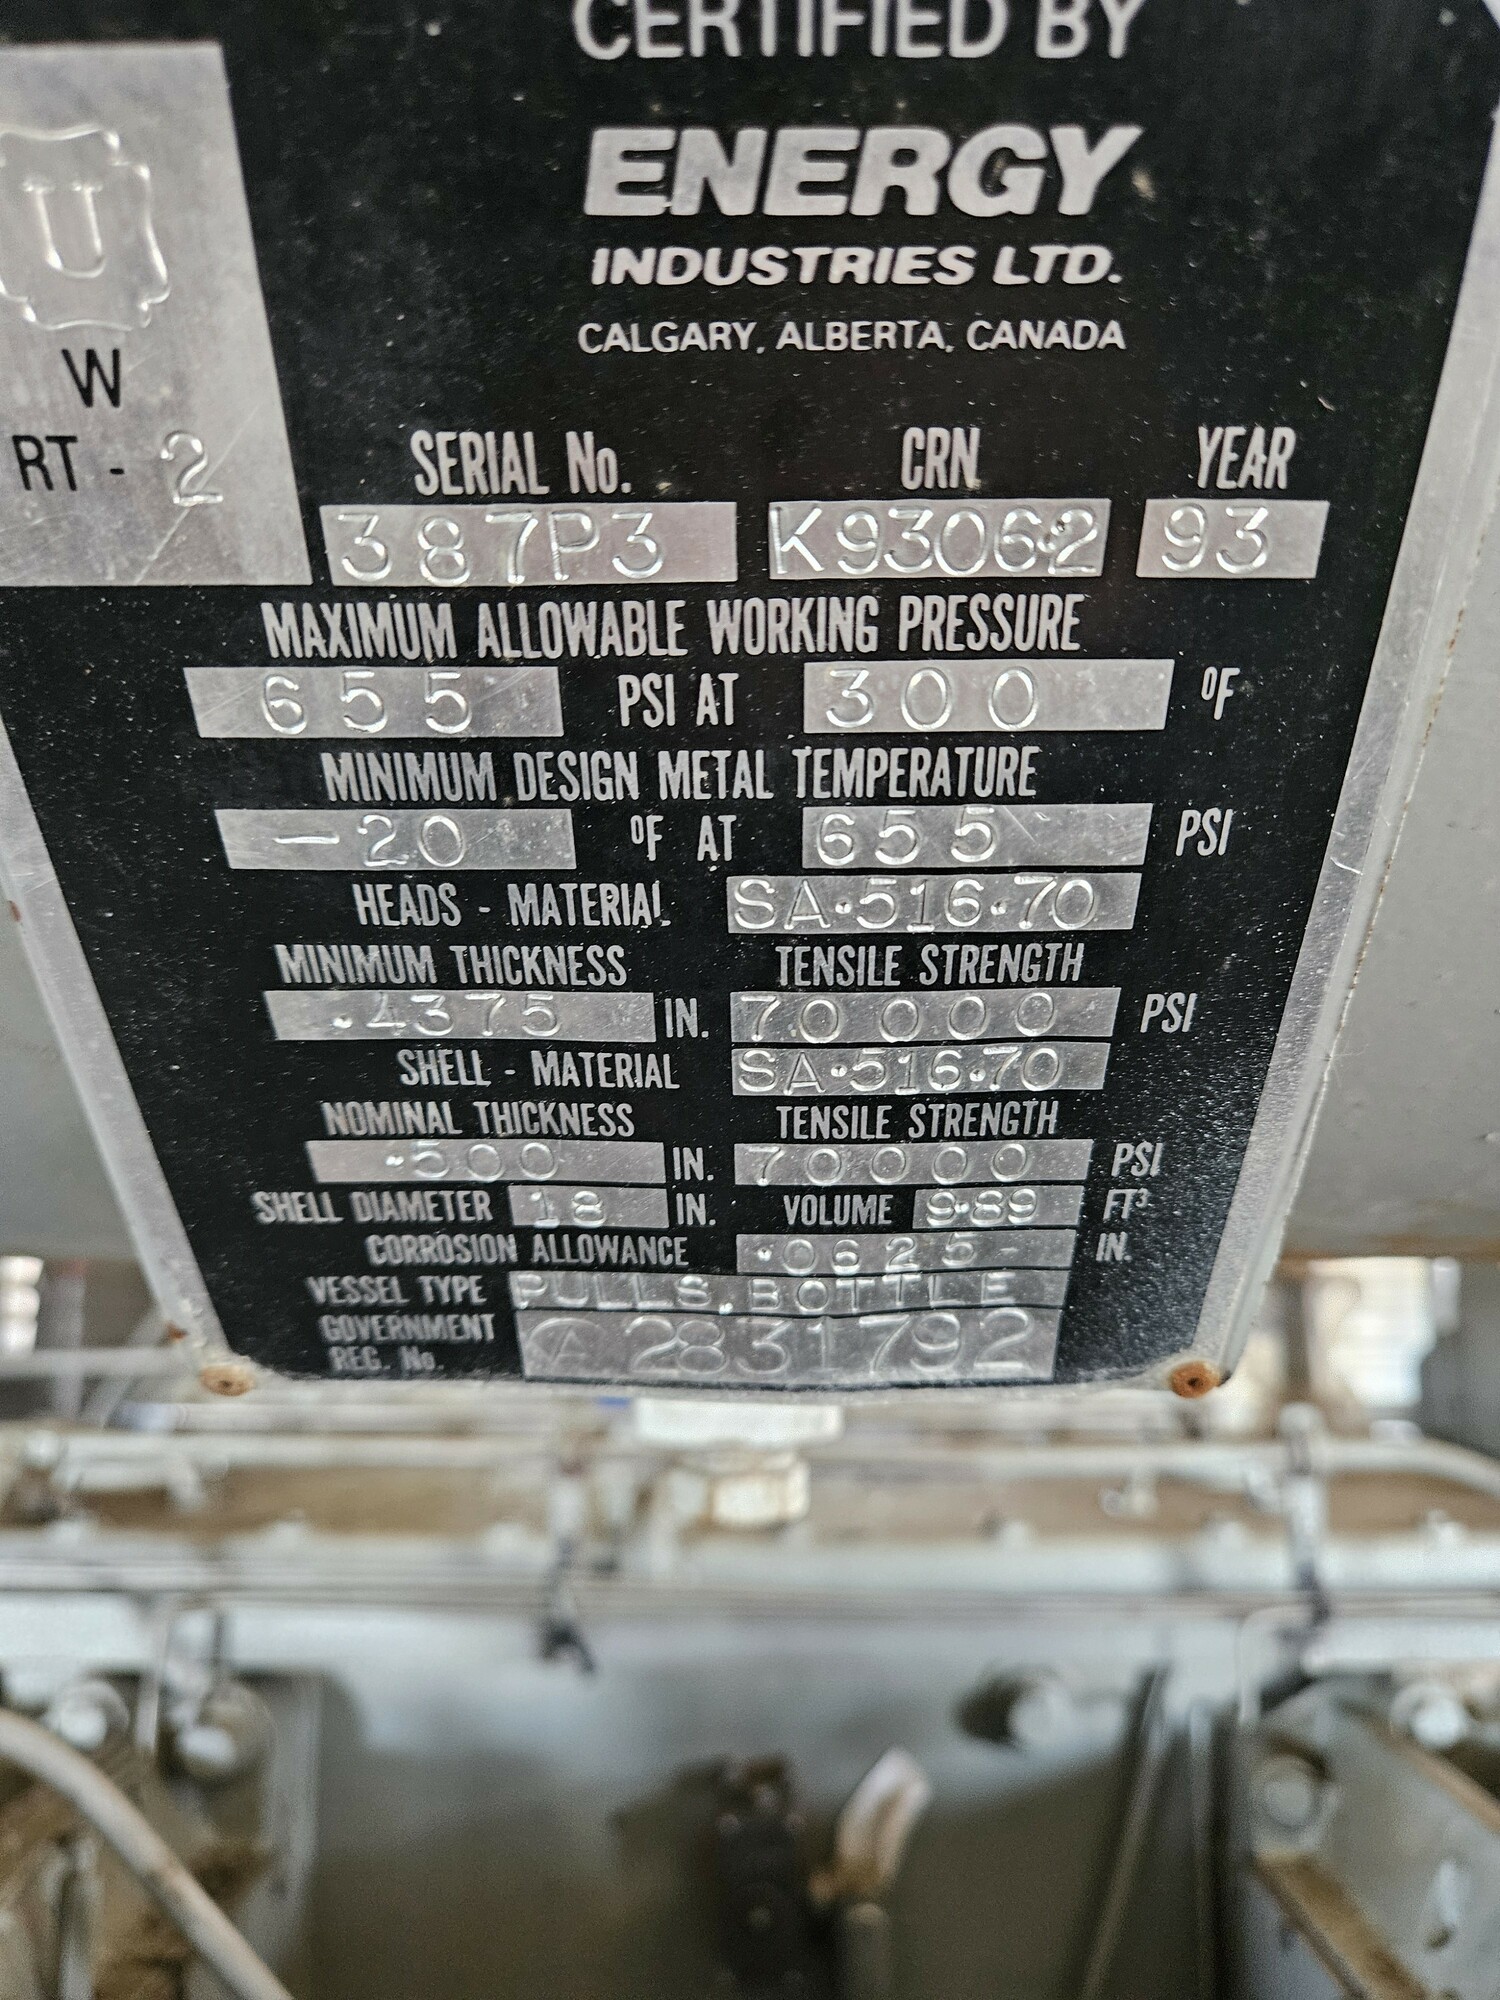 CERTIFIED BY
ENERGY
INDUSTRIES LTD.
CALGARY, ALBERTA, CANADA
U
W
RT - 2
SERIAL No. CRN YEAR
387P3 K9306·2 93
MAXIMUM ALLOWABLE WORKING PRESSURE
655 PSI AT 300 °F
MINIMUM DESIGN METAL TEMPERATURE
-20 °F AT 655 PSI
HEADS - MATERIAL SA·516·70
MINIMUM THICKNESS TENSILE STRENGTH
.4375 IN. 70000 PSI
SHELL - MATERIAL SA·516·70
NOMINAL THICKNESS TENSILE STRENGTH
.500 IN. 70000 PSI
SHELL DIAMETER 18 IN. VOLUME 9.89 FT³
CORROSION ALLOWANCE .0625- IN.
VESSEL TYPE PULLS.BOTTLE
GOVERNMENT
REG. No. A 2831792